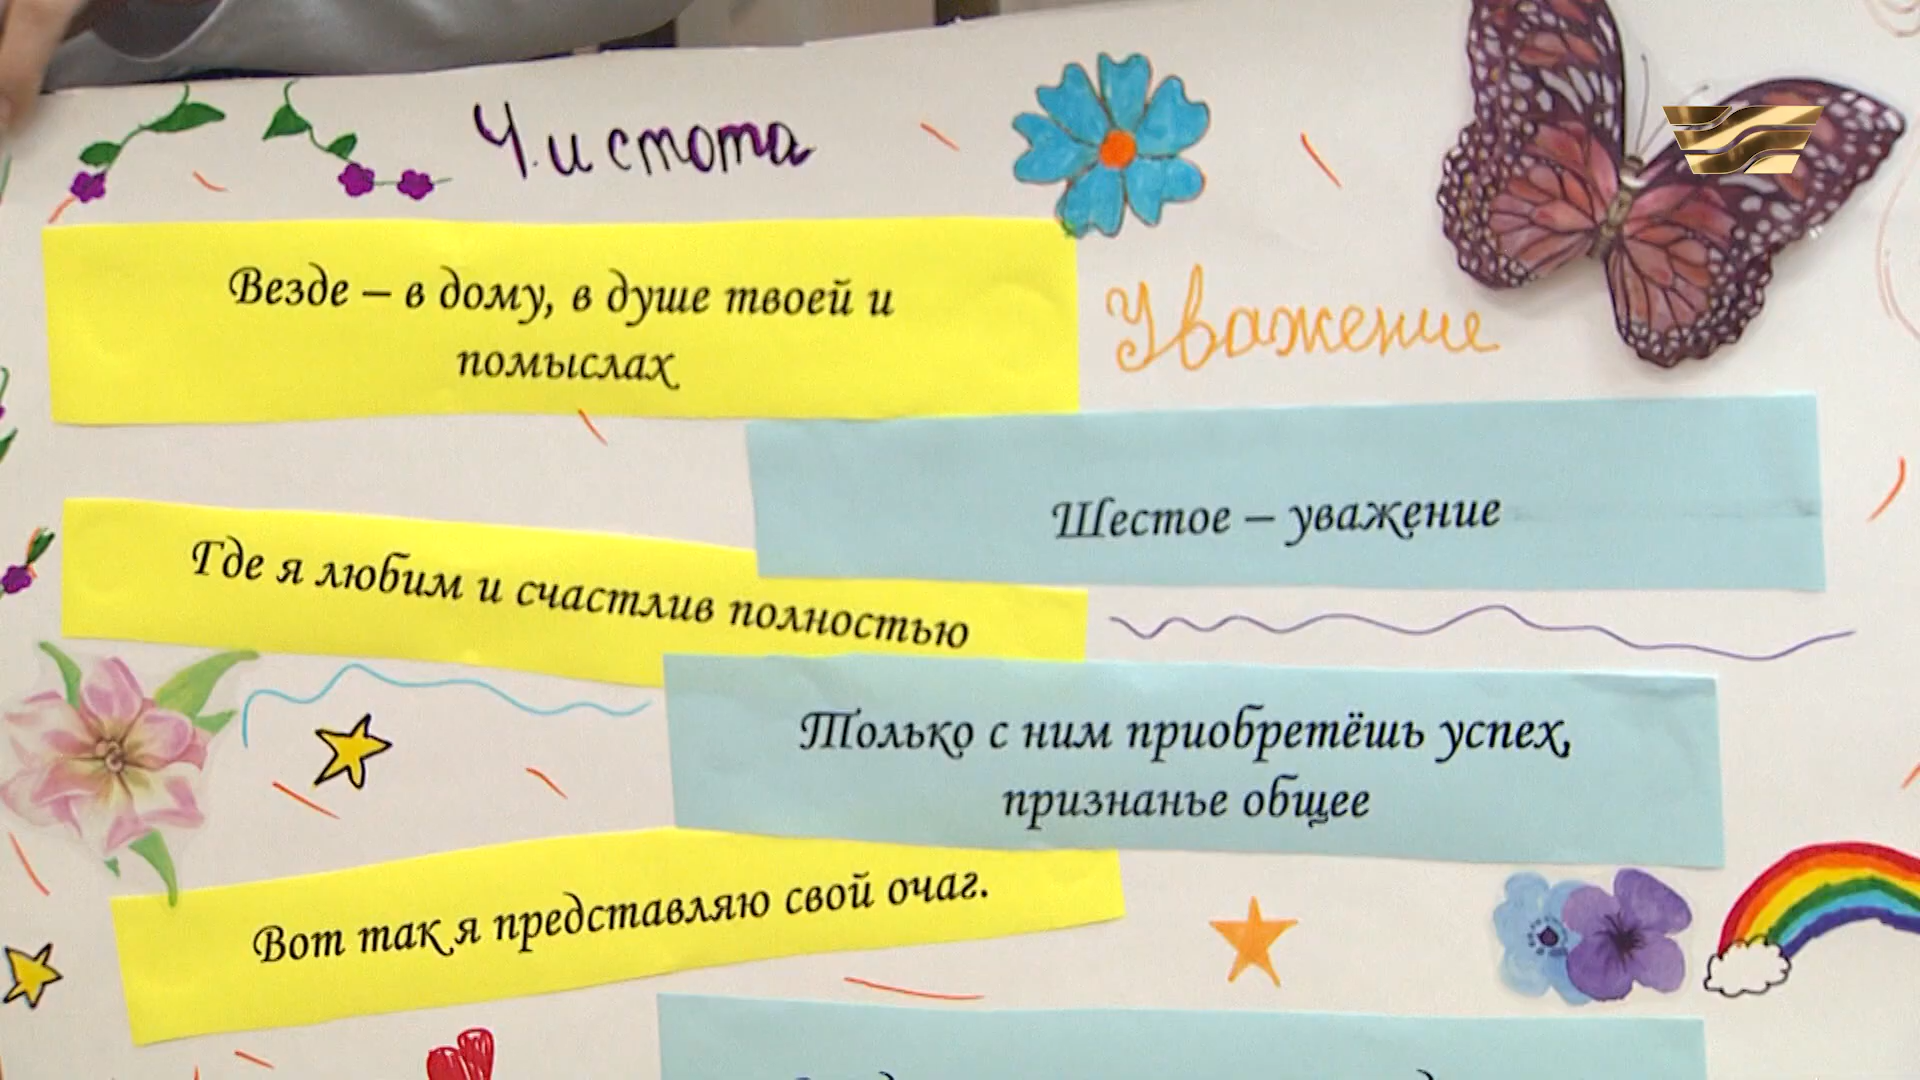 Чистота
Везде – в дому, в душе твоей и
помыслах
Уважение
Шестое – уважение
Где я любим и счастлив полностью
Только с ним приобретёшь успех,
признанье общее
Вот так я представляю свой очаг.